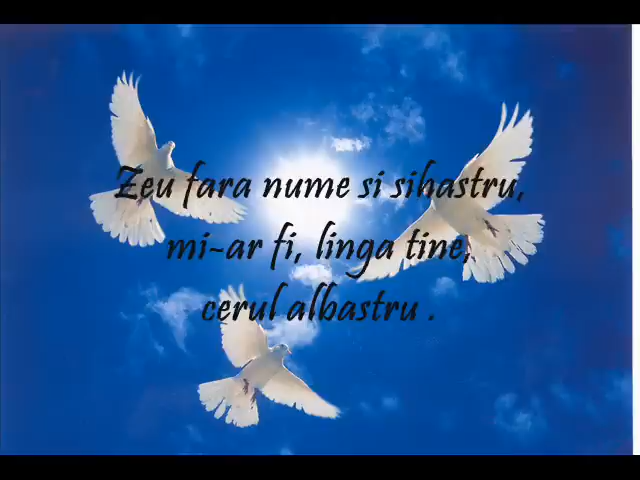 Zeu fara nume si sihastru,
mi-ar fi, linga tine,
cerul albastru .